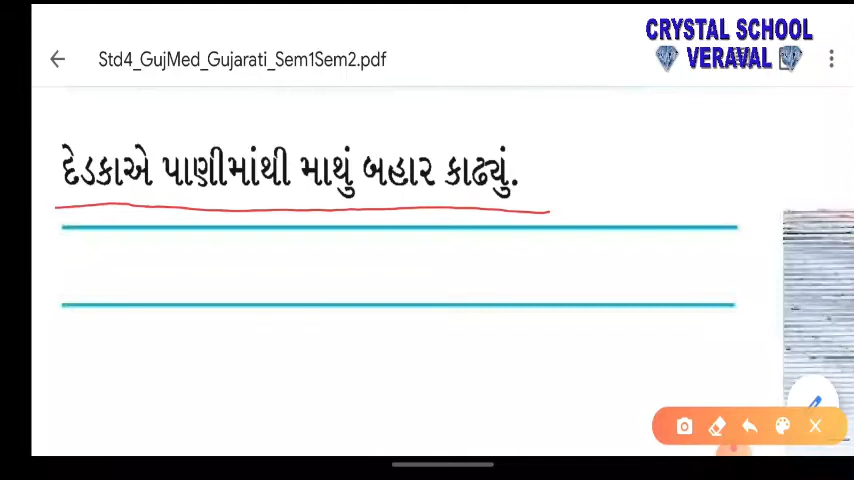 CRYSTAL SCHOOL
VERAVAL
Std4_GujMed_Gujarati_Sem1Sem2.pdf
દેડકાએ પાણીમાંથી માથું બહાર કાઢ્યું.